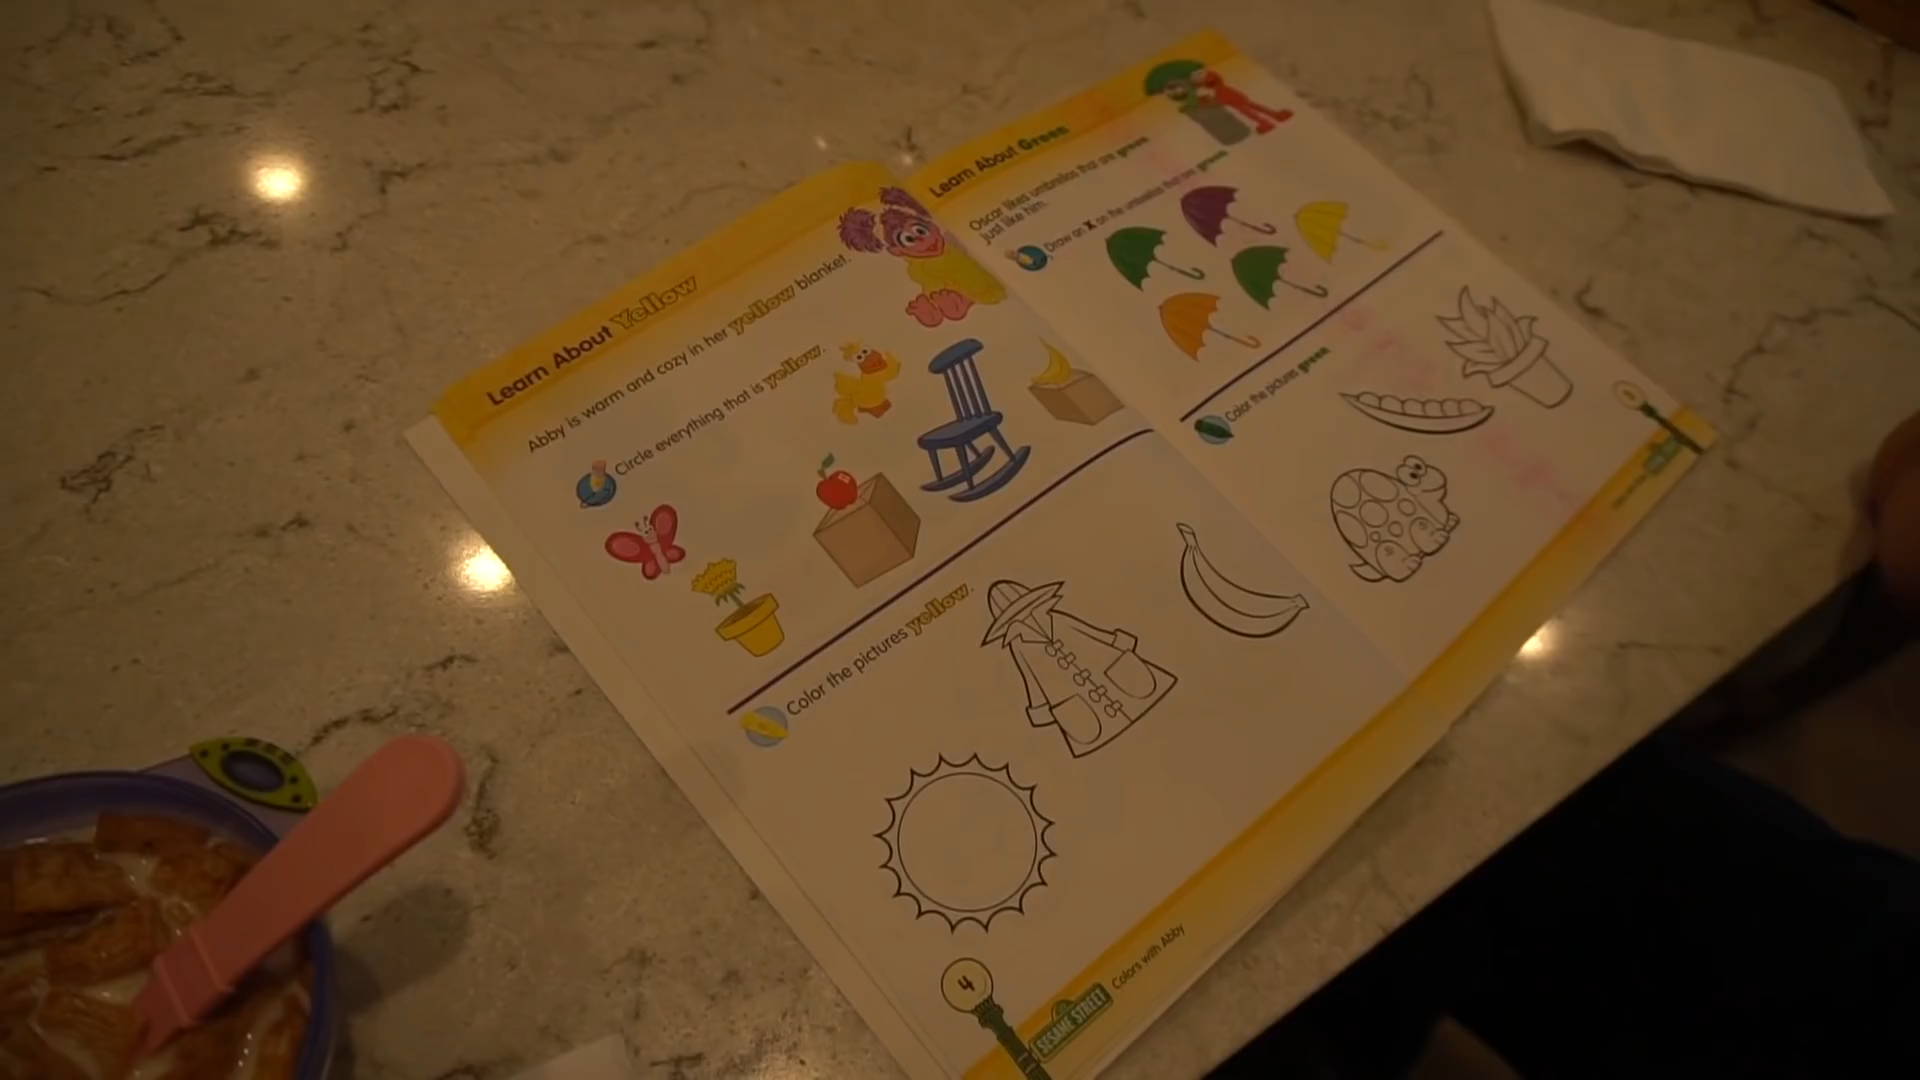 Learn About Yellow
Abby is warm and cozy in her yellow blanket.
Circle everything that is yellow.
Color the pictures yellow.
4
SESAME STREET
Colors with Abby
Learn About Green
Oscar likes umbrellas that are green
just like him.
Draw an X on the umbrellas that are green.
Color the pictures green